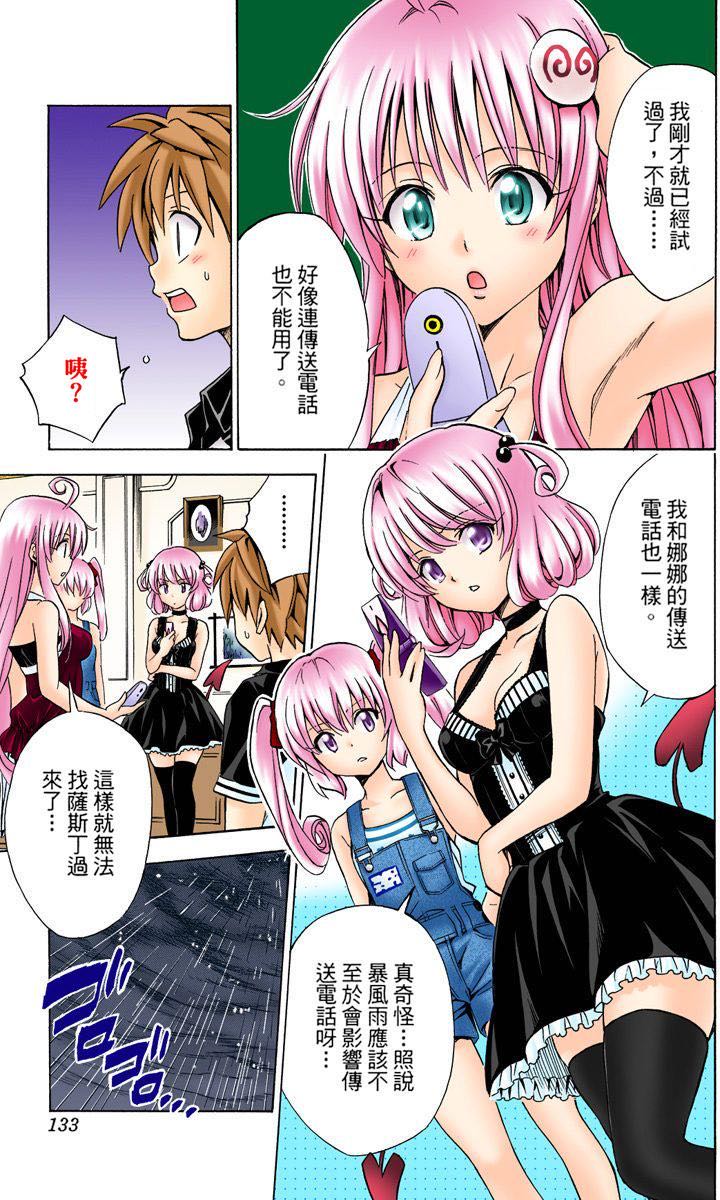 我剛才就已經試
過了，不過……
好像連傳送電話
也不能用了。
咦？
我和娜娜的傳送
電話也一樣。
真奇怪…照說
暴風雨應該不
至於會影響傳
送電話呀…
………
這樣就無法
找薩斯丁過
來了…
ゴロゴロ…
133